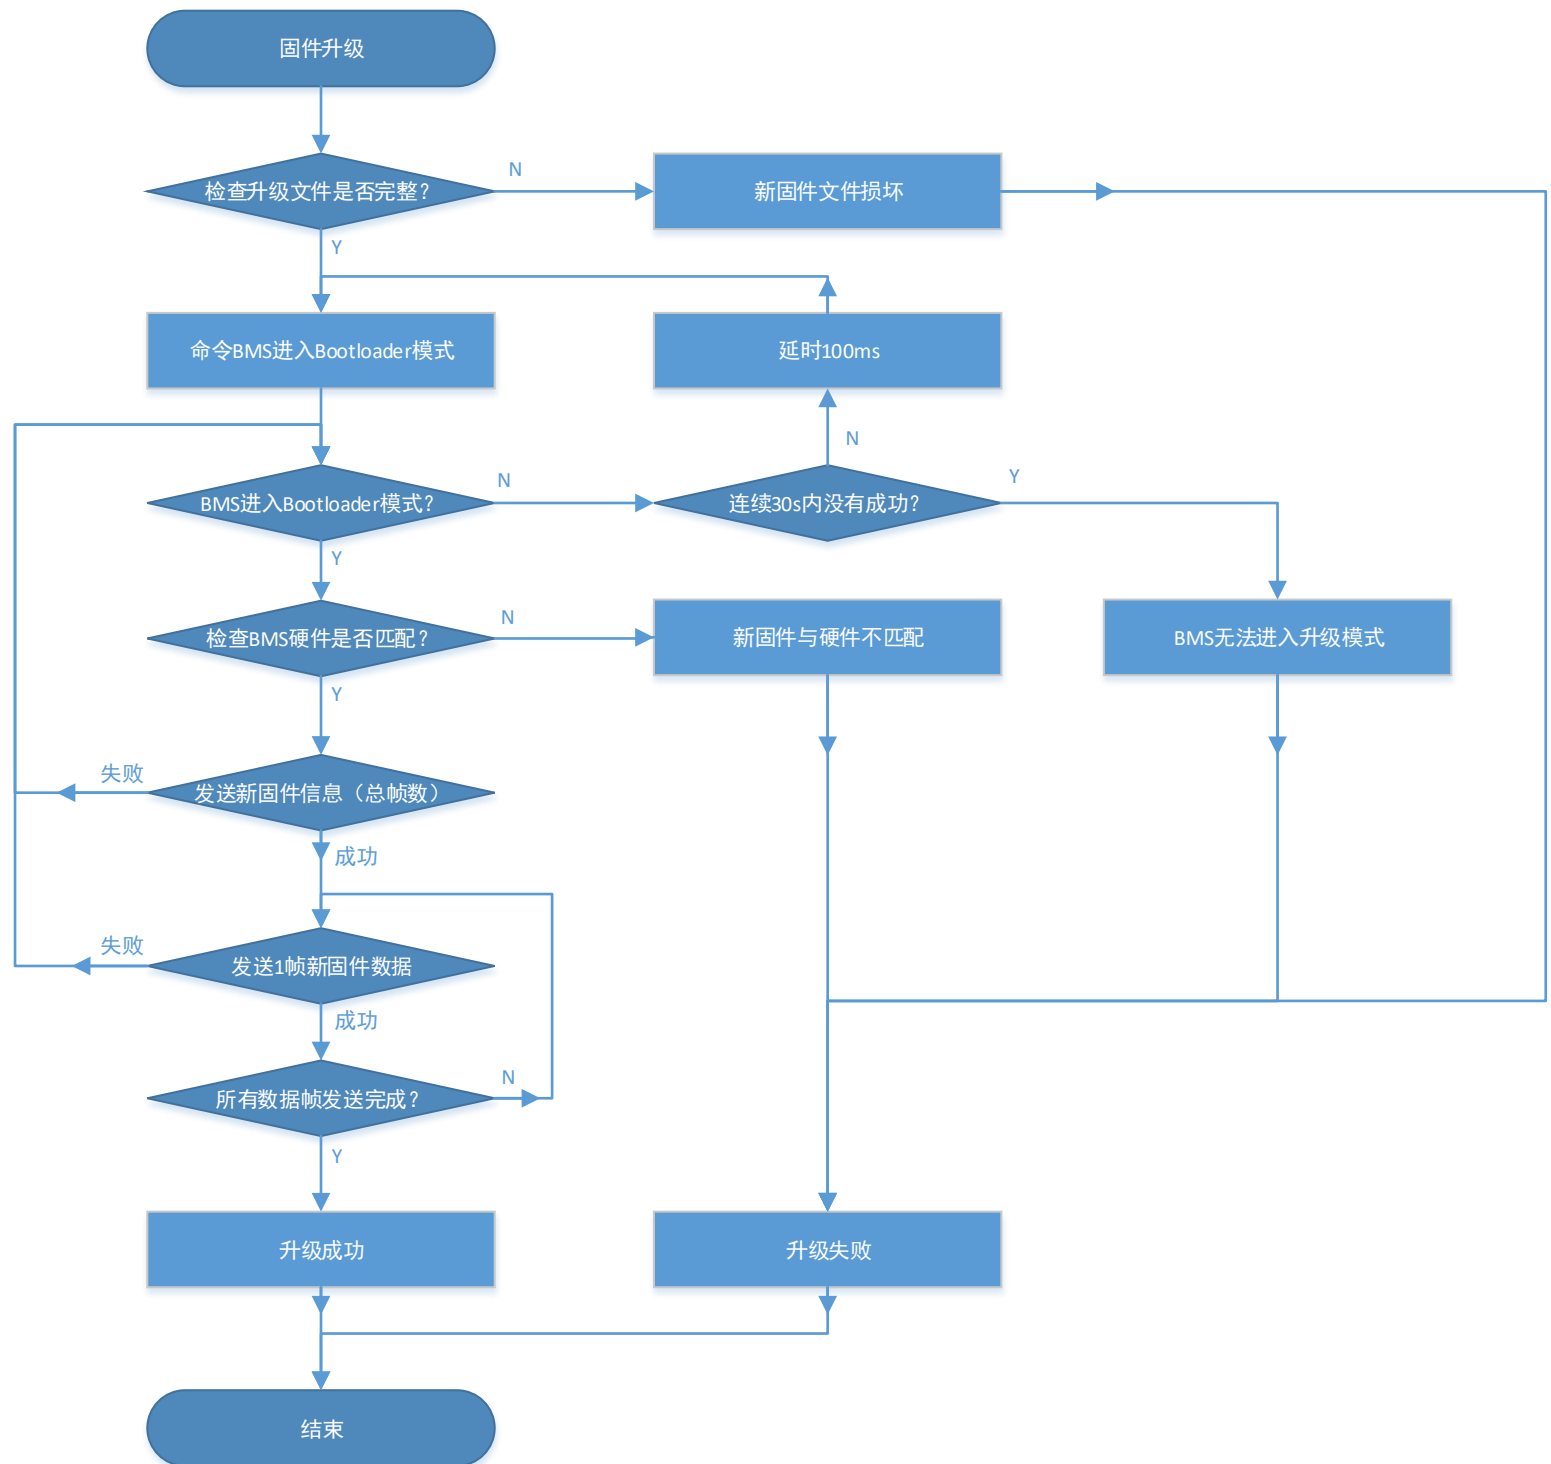 固件升级
检查升级文件是否完整？
N
新固件文件损坏
Y
命令BMS进入Bootloader模式
延时100ms
N
BMS进入Bootloader模式？
N
连续30s内没有成功？
Y
Y
检查BMS硬件是否匹配？
N
新固件与硬件不匹配
BMS无法进入升级模式
Y
失败
发送新固件信息（总帧数）
成功
失败
发送1帧新固件数据
成功
所有数据帧发送完成？
N
Y
升级成功
升级失败
结束